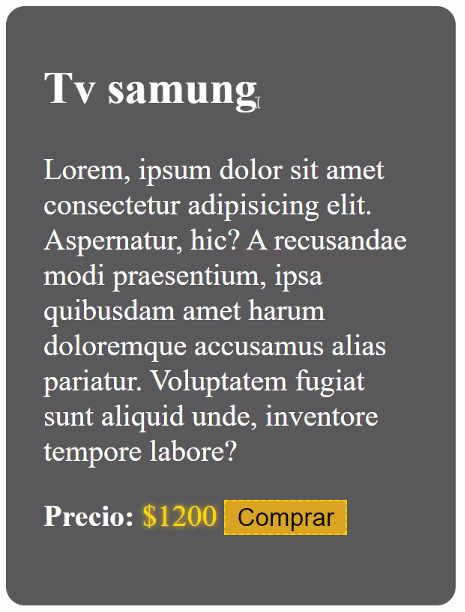 Tv samung
Lorem, ipsum dolor sit amet
consectetur adipisicing elit.
Aspernatur, hic? A recusandae
modi praesentium, ipsa
quibusdam amet harum
doloremque accusamus alias
pariatur. Voluptatem fugiat
sunt aliquid unde, inventore
tempore labore?
Precio: $1200 Comprar